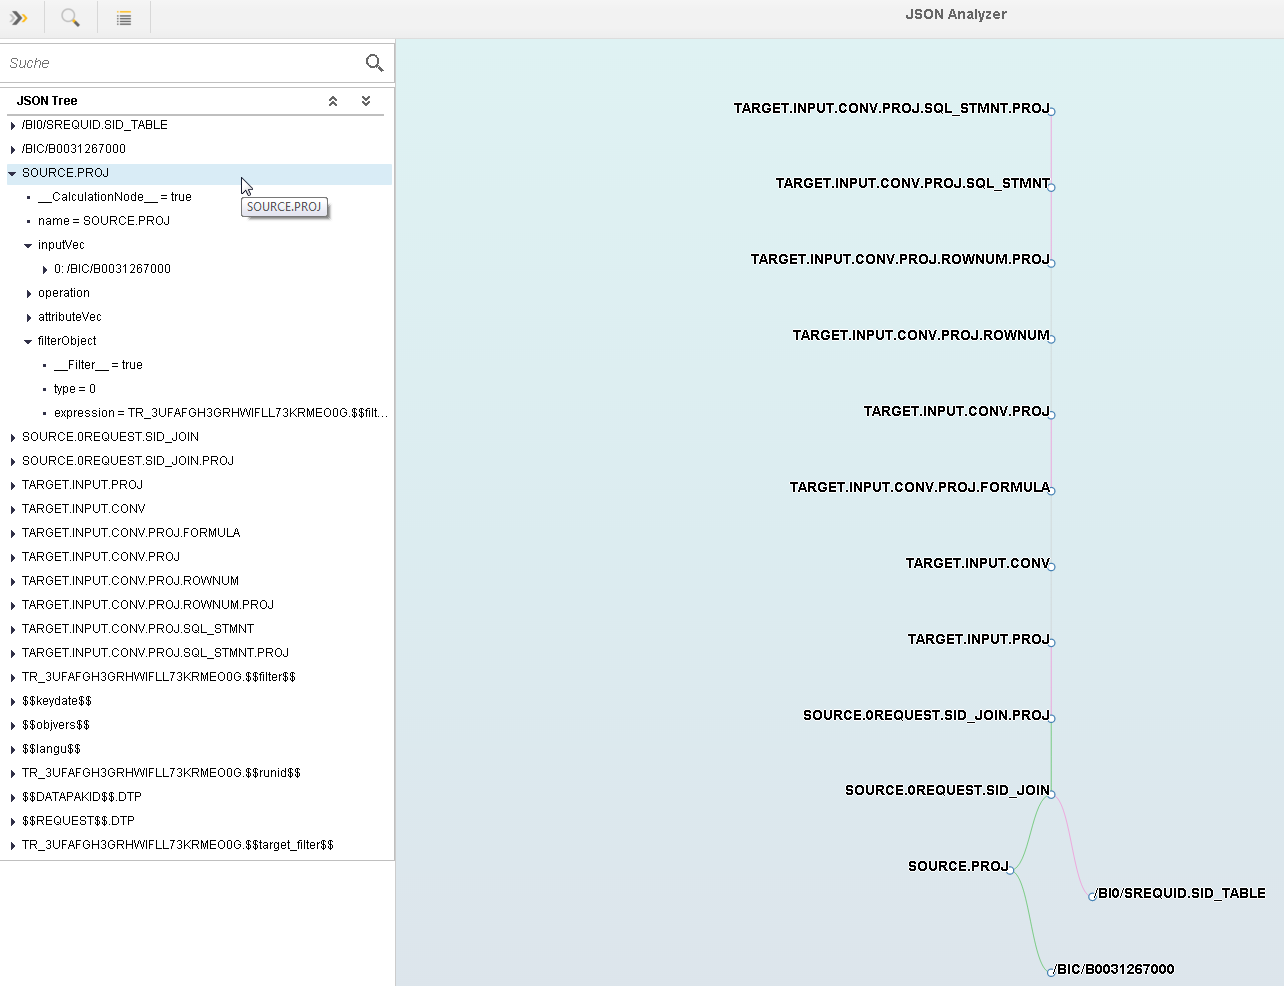 JSON Analyzer
Suche
JSON Tree
/BI0/SREQUID.SID_TABLE
/BIC/B0031267000
SOURCE.PROJ
__CalculationNode__ = true
SOURCE.PROJ
name = SOURCE.PROJ
inputVec
0: /BIC/B0031267000
operation
attributeVec
filterObject
__Filter__ = true
type = 0
expression = TR_3UFAFGH3GRHWIFLL73KRMEO0G.$$filt...
SOURCE.0REQUEST.SID_JOIN
SOURCE.0REQUEST.SID_JOIN.PROJ
TARGET.INPUT.PROJ
TARGET.INPUT.CONV
TARGET.INPUT.CONV.PROJ.FORMULA
TARGET.INPUT.CONV.PROJ
TARGET.INPUT.CONV.PROJ.ROWNUM
TARGET.INPUT.CONV.PROJ.ROWNUM.PROJ
TARGET.INPUT.CONV.PROJ.SQL_STMNT
TARGET.INPUT.CONV.PROJ.SQL_STMNT.PROJ
TR_3UFAFGH3GRHWIFLL73KRMEO0G.$$filter$$
$$keydate$$
$$objvers$$
$$langu$$
TR_3UFAFGH3GRHWIFLL73KRMEO0G.$$runid$$
$$DATAPAKID$$.DTP
$$REQUEST$$.DTP
TR_3UFAFGH3GRHWIFLL73KRMEO0G.$$target_filter$$
TARGET.INPUT.CONV.PROJ.SQL_STMNT.PROJ
TARGET.INPUT.CONV.PROJ.SQL_STMNT
TARGET.INPUT.CONV.PROJ.ROWNUM.PROJ
TARGET.INPUT.CONV.PROJ.ROWNUM
TARGET.INPUT.CONV.PROJ
TARGET.INPUT.CONV.PROJ.FORMULA
TARGET.INPUT.CONV
TARGET.INPUT.PROJ
SOURCE.0REQUEST.SID_JOIN.PROJ
SOURCE.0REQUEST.SID_JOIN
SOURCE.PROJ
/BI0/SREQUID.SID_TABLE
/BIC/B0031267000